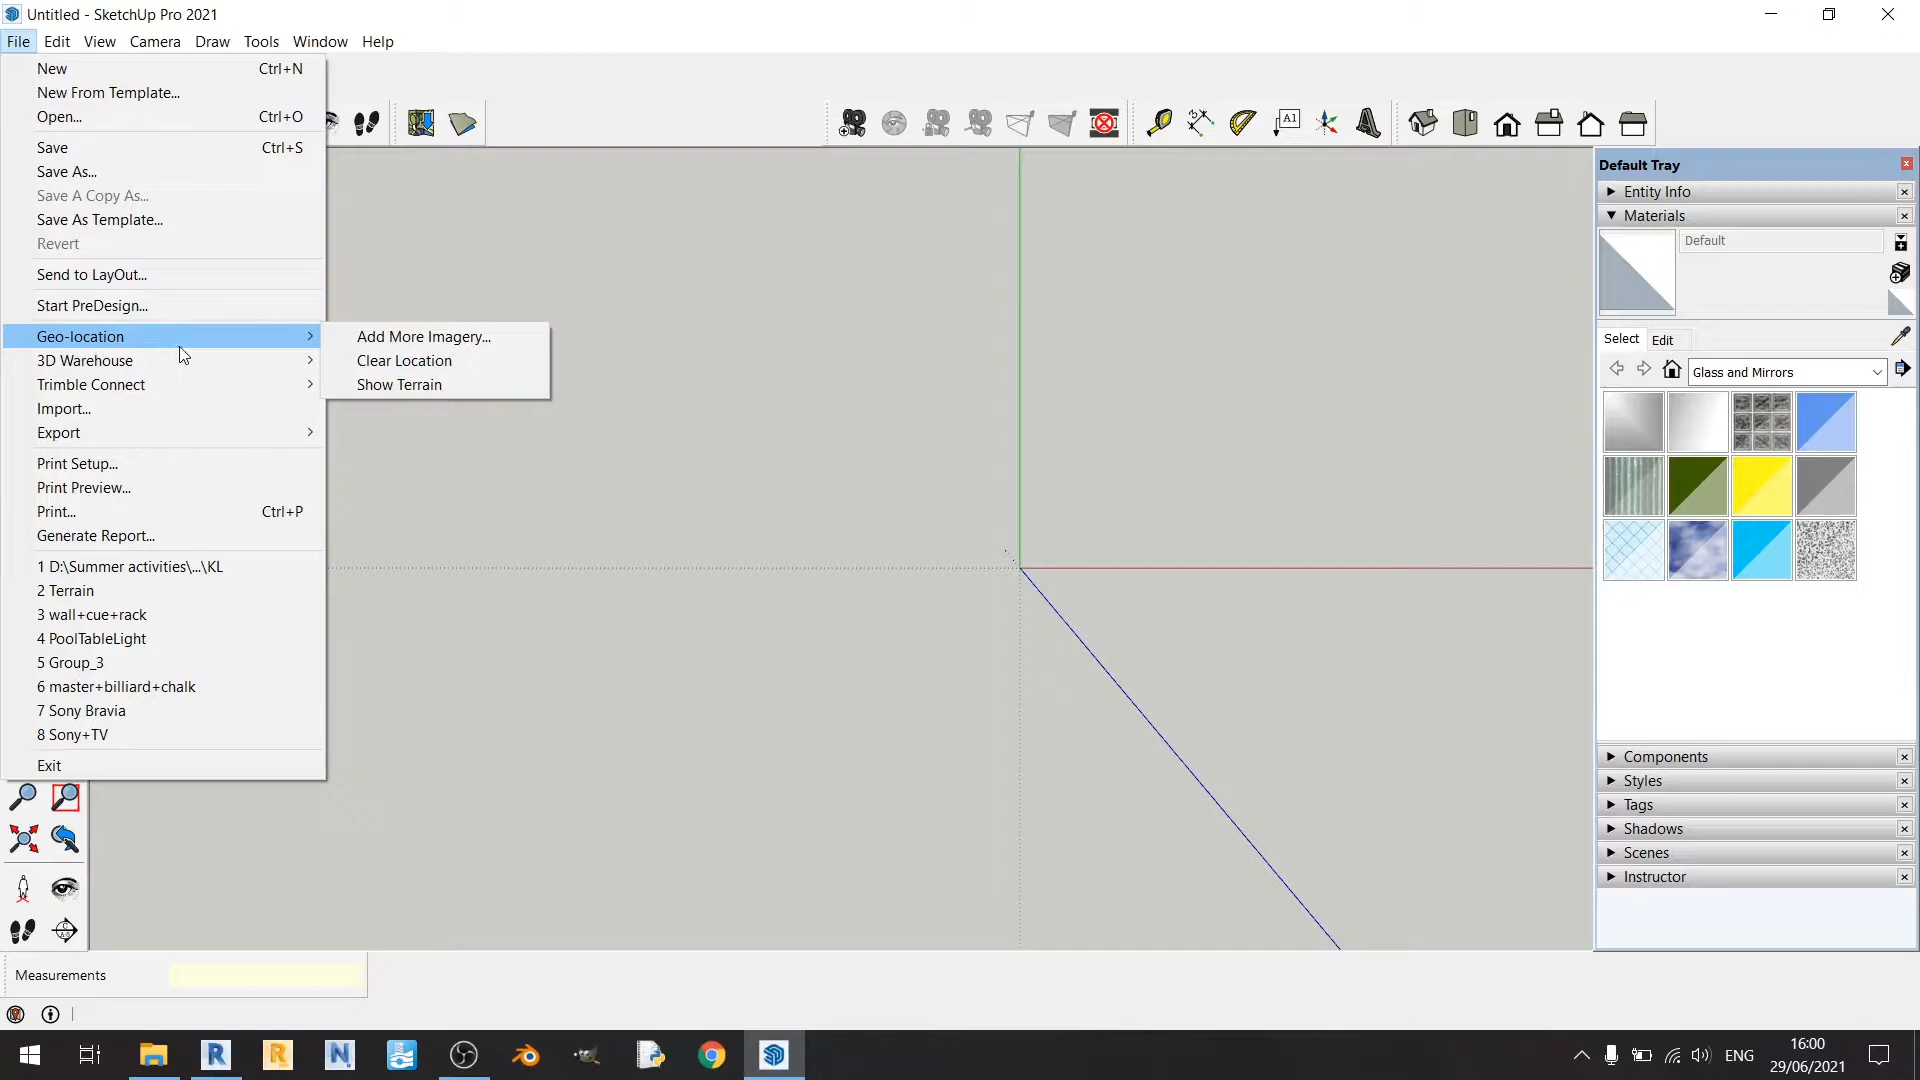 Untitled - SketchUp Pro 2021
File Edit View Camera Draw Tools Window Help
New Ctrl+N
New From Template...
Open... Ctrl+O
Save Ctrl+S
Save As...
Save A Copy As...
Save As Template...
Revert
Send to LayOut...
Start PreDesign...
Geo-location
3D Warehouse
Trimble Connect
Import...
Export
Print Setup...
Print Preview...
Print... Ctrl+P
Generate Report...
1 D:\Summer activities\...\KL
2 Terrain
3 wall+cue+rack
4 PoolTableLight
5 Group_3
6 master+billiard+chalk
7 Sony Bravia
8 Sony+TV
Exit
Add More Imagery...
Clear Location
Show Terrain
A1
Default Tray
Entity Info
Materials
Default
Select Edit
Glass and Mirrors
Components
Styles
Tags
Shadows
Scenes
Instructor
Measurements
R R N
ENG
16:00
29/06/2021